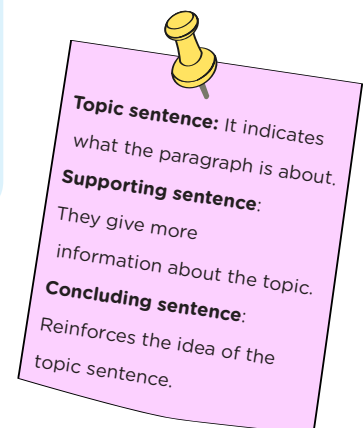 Topic sentence: It indicates
what the paragraph is about.
Supporting sentence:
They give more
information about the topic.
Concluding sentence:
Reinforces the idea of the
topic sentence.